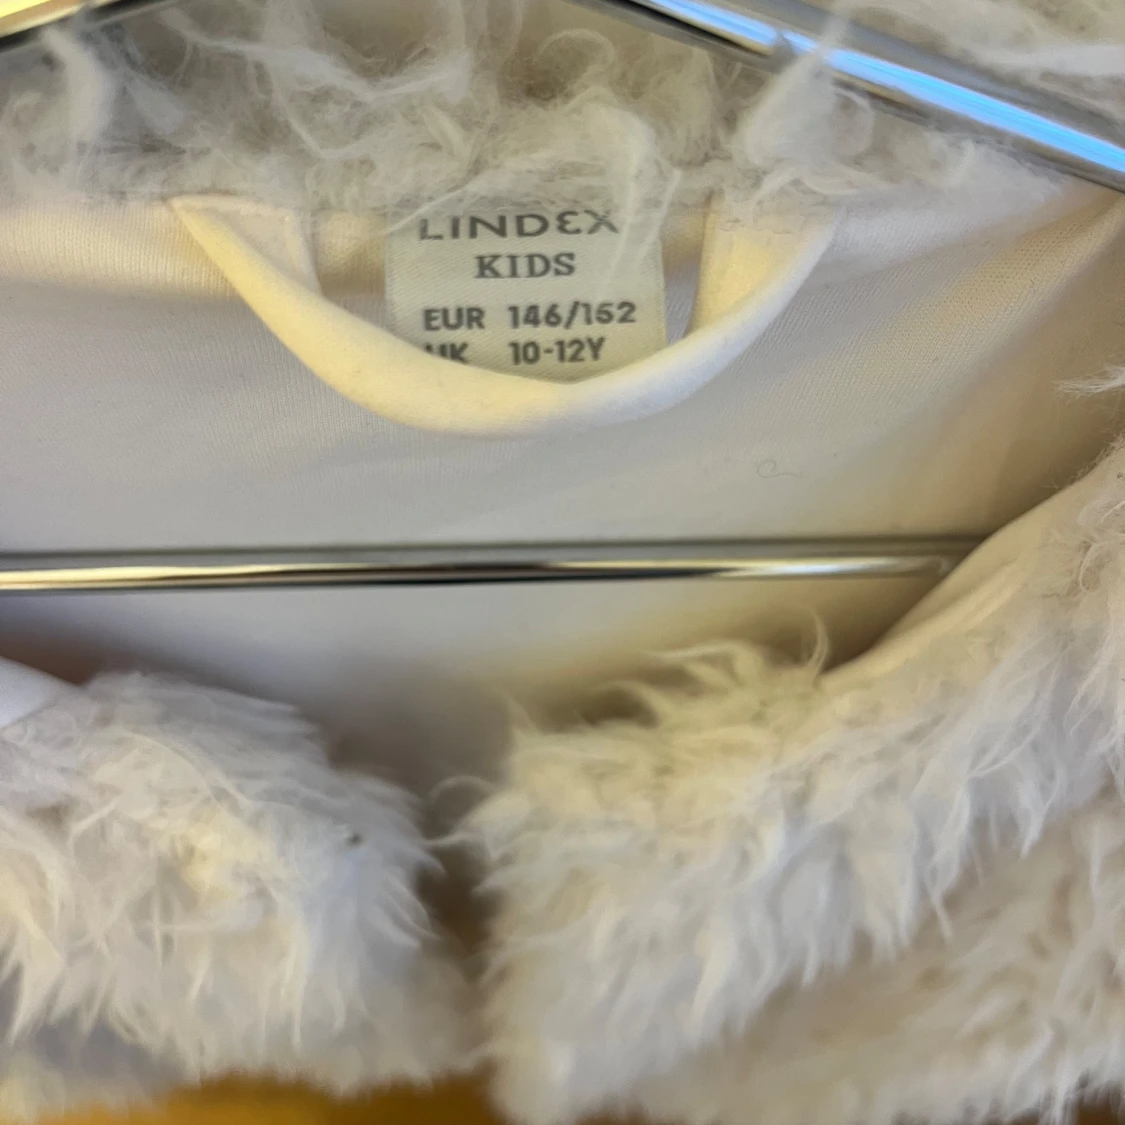 LINDEX
KIDS
EUR 146/152
UK 10-12Y